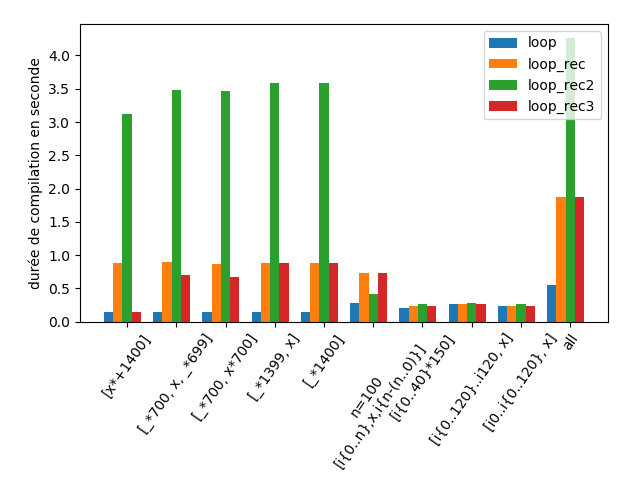 loop
loop_rec
loop_rec2
loop_rec3
durée de compilation en seconde
4.0
3.5
3.0
2.5
2.0
1.5
1.0
0.5
0.0
[x*+1400]
[_*700, x, _*699]
[_*700, x*700]
[_*1399, x]
[_*1400]
n=100
[i{0..n},x,i{n-(n..0)}]
[i{0..40}*150]
[i{0..120}..i120, x]
[i0..i{0..120}, x]
all